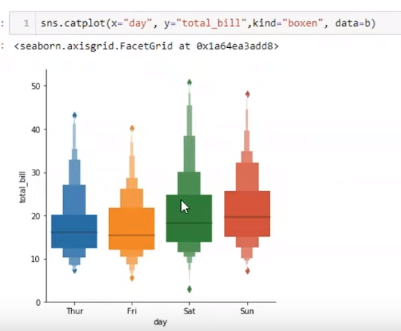 : 1 sns.catplot(x="day", y="total_bill",kind="boxen", data=b)
: <seaborn.axisgrid.FacetGrid at 0x1a64ea3add8>
50
40
30
total_bill
20
10
0
Thur Fri Sat Sun
day